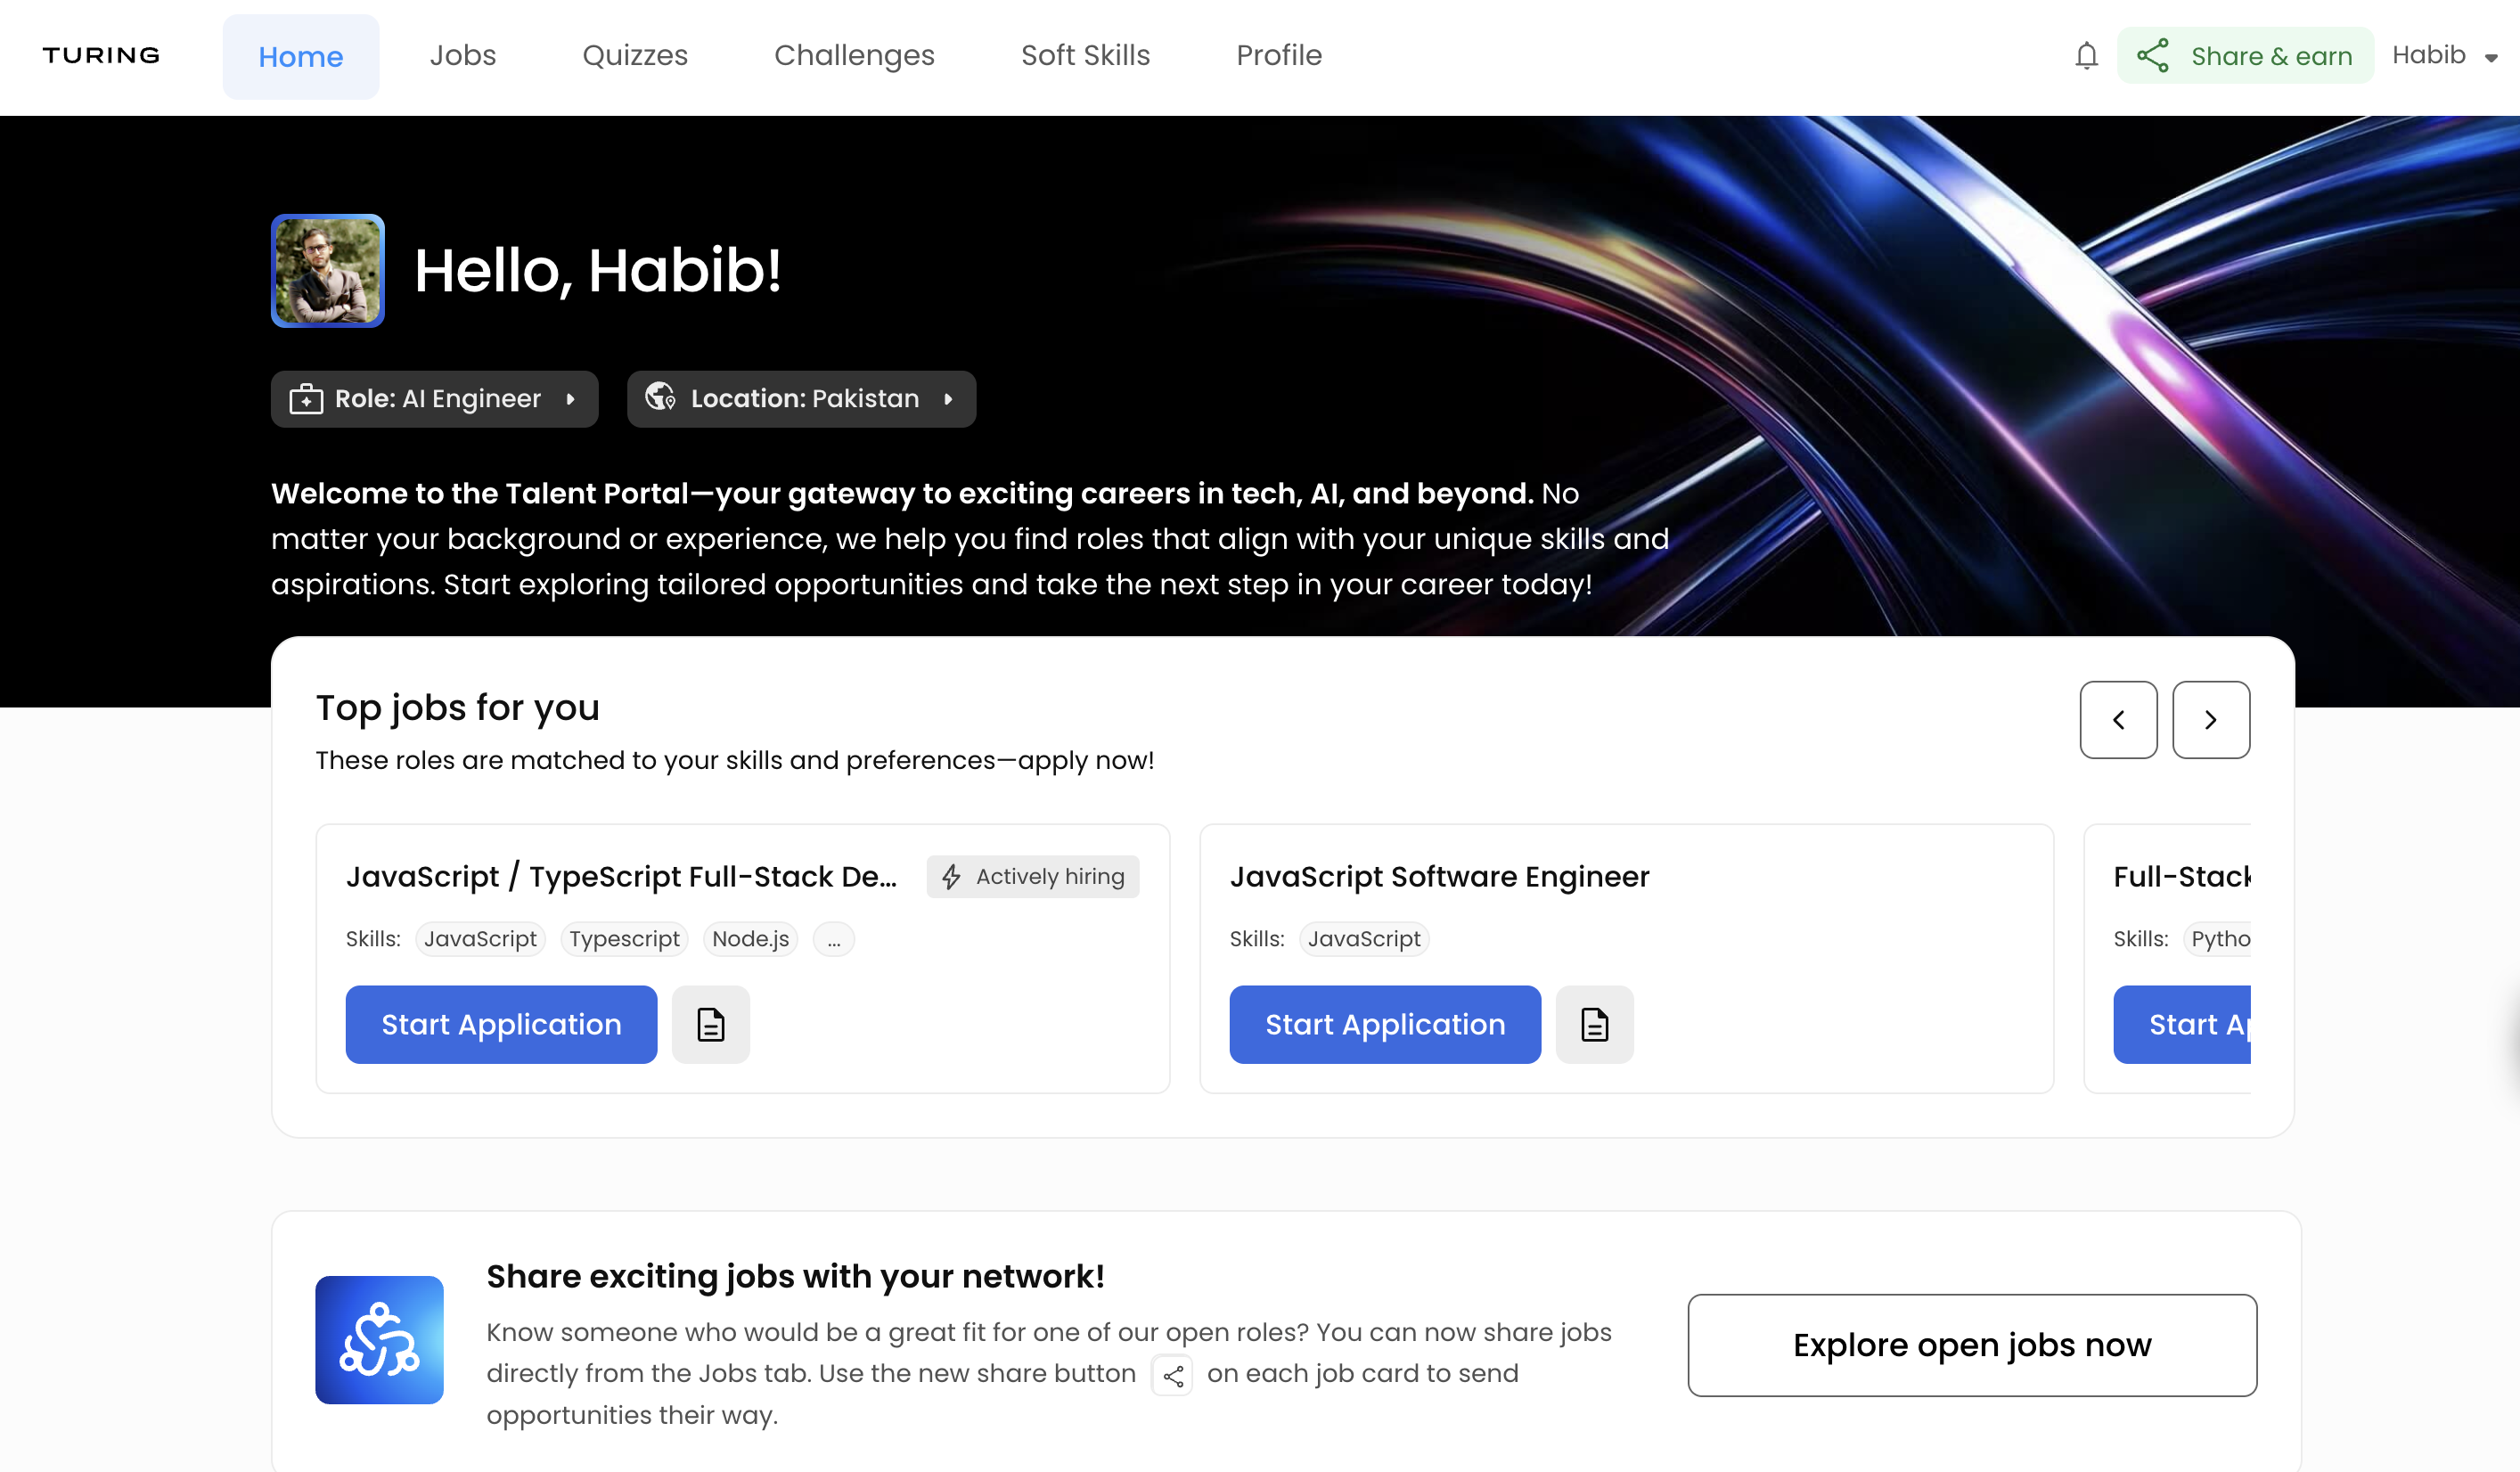 TURING
Home
Jobs
Quizzes
Challenges
Soft Skills
Profile
Share & earn
Habib
Hello, Habib!
Role: AI Engineer
Location: Pakistan
Welcome to the Talent Portal—your gateway to exciting careers in tech, AI, and beyond. No
matter your background or experience, we help you find roles that align with your unique skills and
aspirations. Start exploring tailored opportunities and take the next step in your career today!
Top jobs for you
These roles are matched to your skills and preferences—apply now!
JavaScript / TypeScript Full-Stack De...
Actively hiring
Skills: JavaScript Typescript Node.js ...
Start Application
JavaScript Software Engineer
Skills: JavaScript
Start Application
Full-Stack
Skills: Pytho
Start Ap
Share exciting jobs with your network!
Know someone who would be a great fit for one of our open roles? You can now share jobs
directly from the Jobs tab. Use the new share button on each job card to send
opportunities their way.
Explore open jobs now